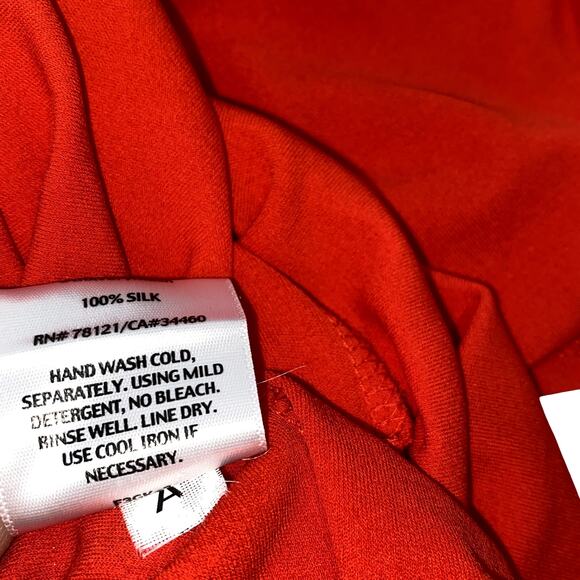 100% SILK
RN# 78121/CA#34460
HAND WASH COLD,
SEPARATELY. USING MILD
DETERGENT, NO BLEACH.
RINSE WELL. LINE DRY.
USE COOL IRON IF
NECESSARY.
A